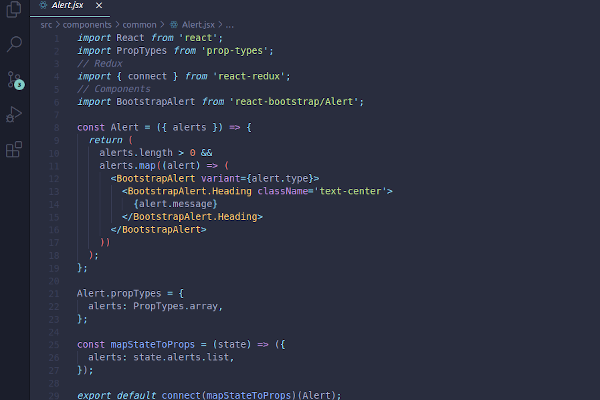 Alert.jsx ×
src > components > common > Alert.jsx > ...
1 import React from 'react';
2 import PropTypes from 'prop-types';
3 // Redux
4 import { connect } from 'react-redux';
5 // Components
6 import BootstrapAlert from 'react-bootstrap/Alert';
7
8 const Alert = ({ alerts }) => {
9 return (
10 alerts.length > 0 &&
11 alerts.map((alert) => (
12 <BootstrapAlert variant={alert.type}>
13 <BootstrapAlert.Heading className='text-center'>
14 {alert.message}
15 </BootstrapAlert.Heading>
16 </BootstrapAlert>
17 ))
18 );
19 };
20
21 Alert.propTypes = {
22 alerts: PropTypes.array,
23 };
24
25 const mapStateToProps = (state) => ({
26 alerts: state.alerts.list,
27 });
28
29 export default connect(mapStateToProps)(Alert);
3